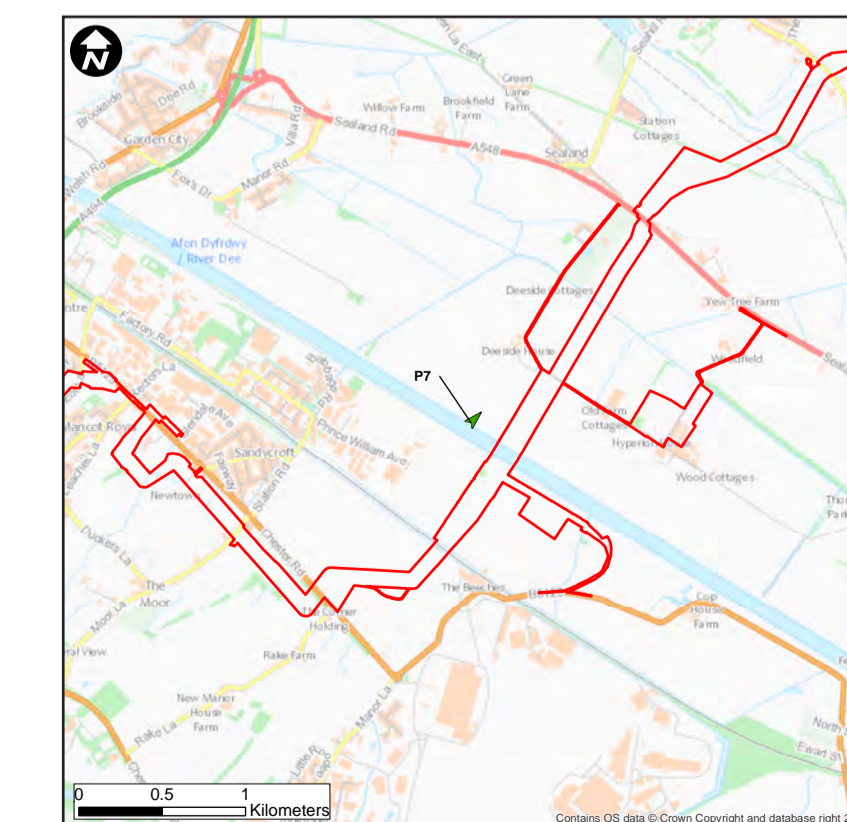 N
Green
Lane
Farm
Brookfield
Farm
Willow Farm
Dee Rd
Brookside
Garden City
Villa Rd
Sealand Rd
A548
Sealand
Station
Cottages
Welsh Rd
Fox's Dr
Manor Rd
A494
Afon Dyfrdwy
/ River Dee
Deeside Cottages
Yew Tree Farm
Factory Rd
Deeside House
Woodfield
P7
Prince William Ave
Old Farm
Cottages
Mancot Royal
Sandycroft
Wood Cottages
Leaches La
Fairway
Station Rd
Newtown
Duckers La
Chester Rd
The
Moor
Moor La
The Beeches
Cop
House
Farm
The Corner
Holding
Rake Farm
New Manor
House
Farm
Rake La
Manor La
Ewart St
0 0.5 1
Kilometers
Contains OS data © Crown Copyright and database right 2